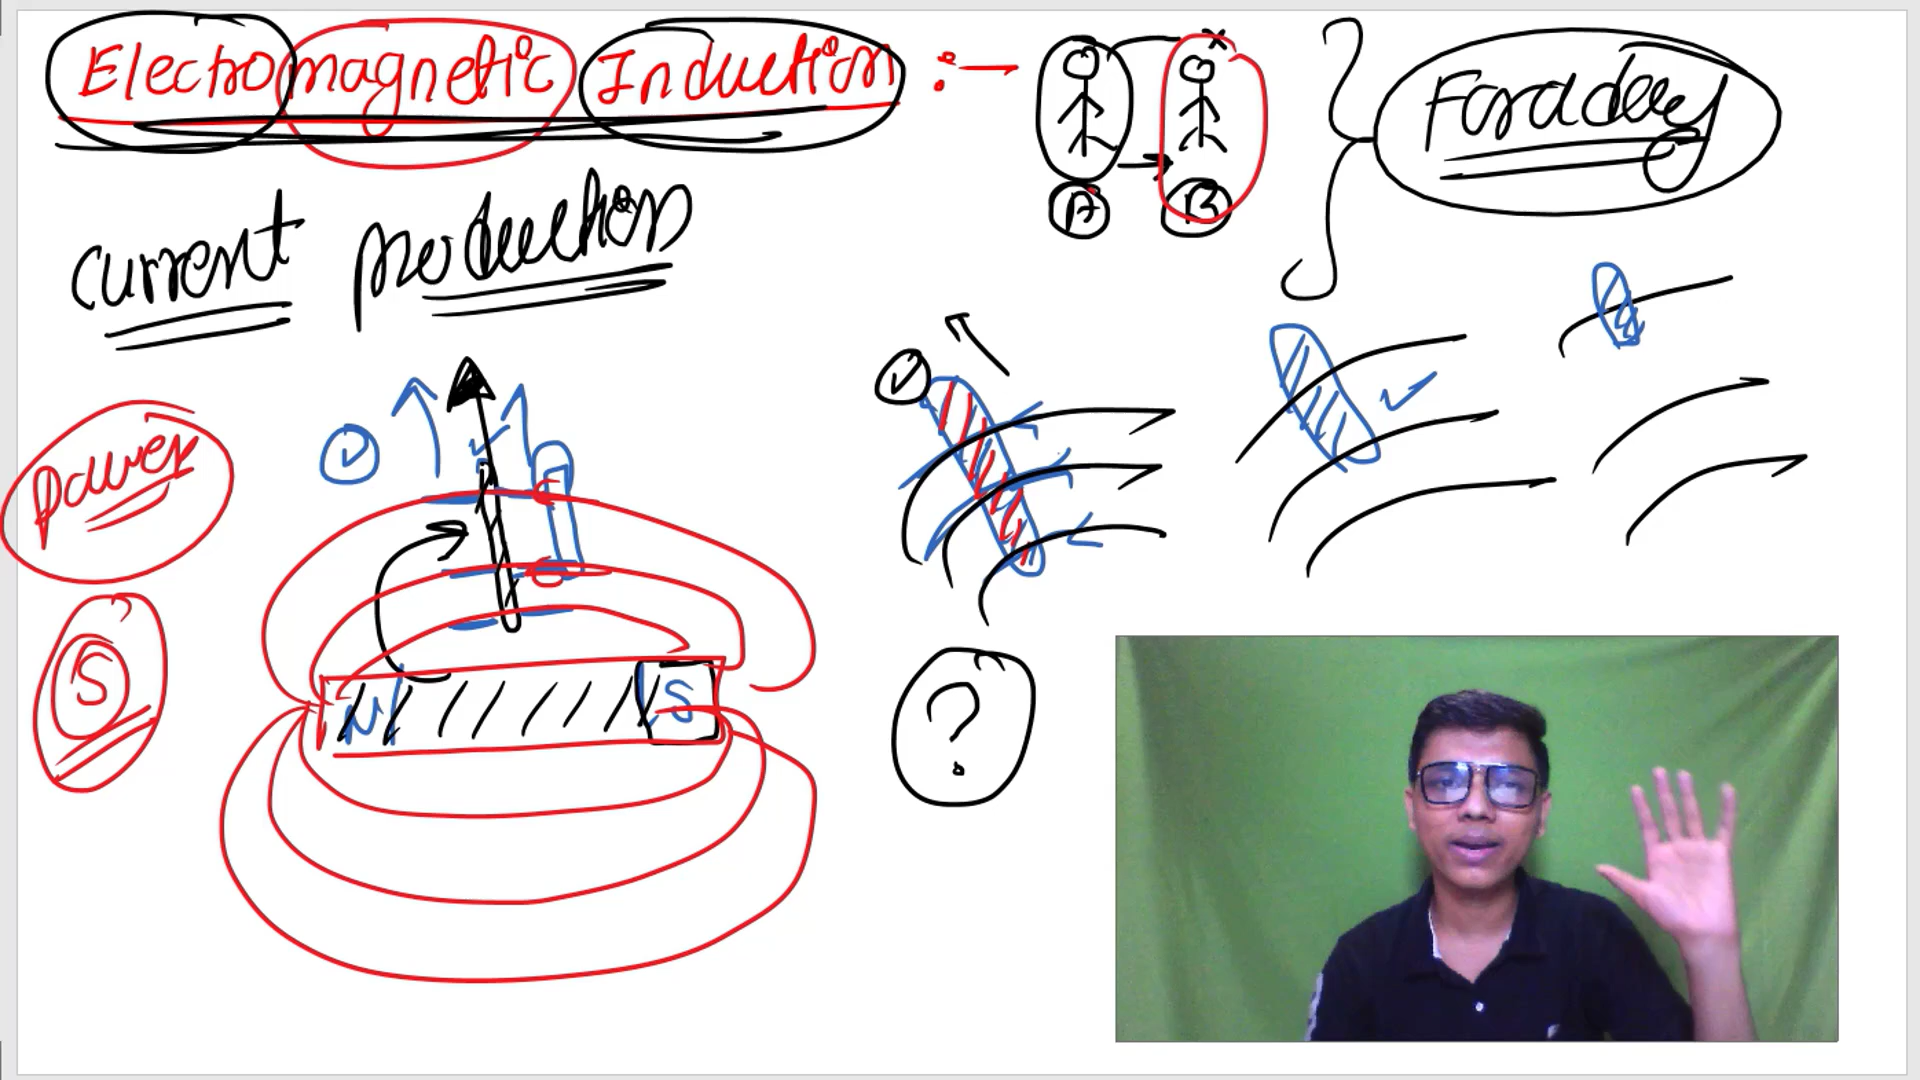 Electromagnetic Induction :-
A B
Faraday
current production
power
S
N S
?